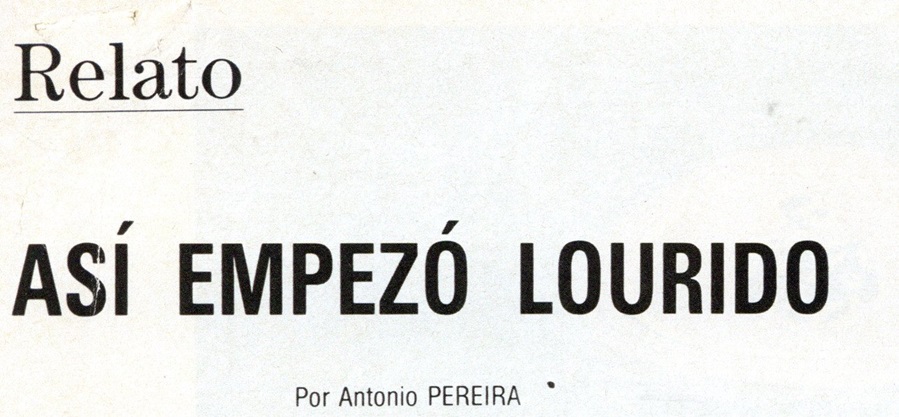 Relato
ASÍ EMPEZÓ LOURIDO
Por Antonio PEREIRA